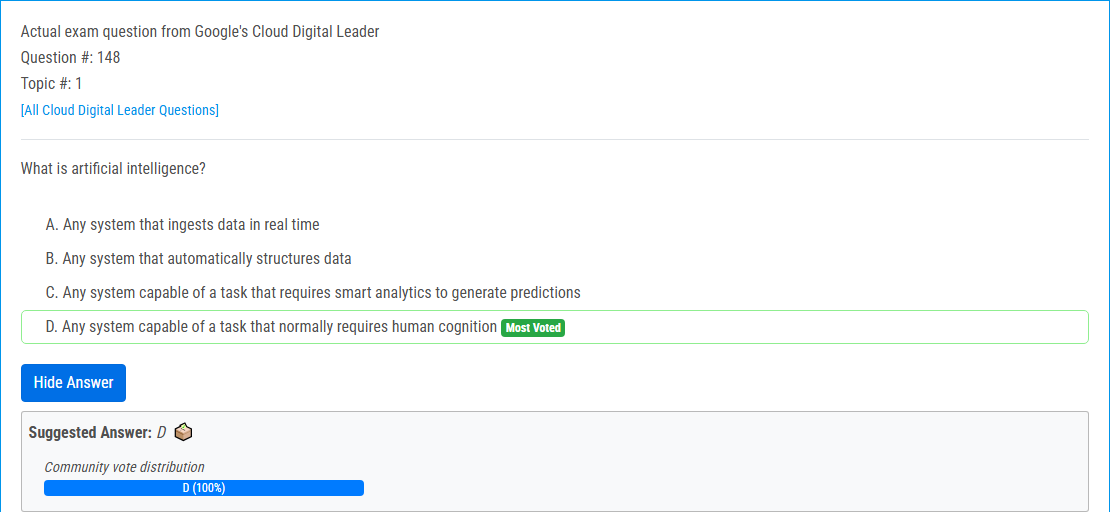 Actual exam question from Google's Cloud Digital Leader
Question #: 148
Topic #: 1
[All Cloud Digital Leader Questions]
What is artificial intelligence?
A. Any system that ingests data in real time
B. Any system that automatically structures data
C. Any system capable of a task that requires smart analytics to generate predictions
D. Any system capable of a task that normally requires human cognition Most Voted
Hide Answer
Suggested Answer: D
Community vote distribution
D (100%)